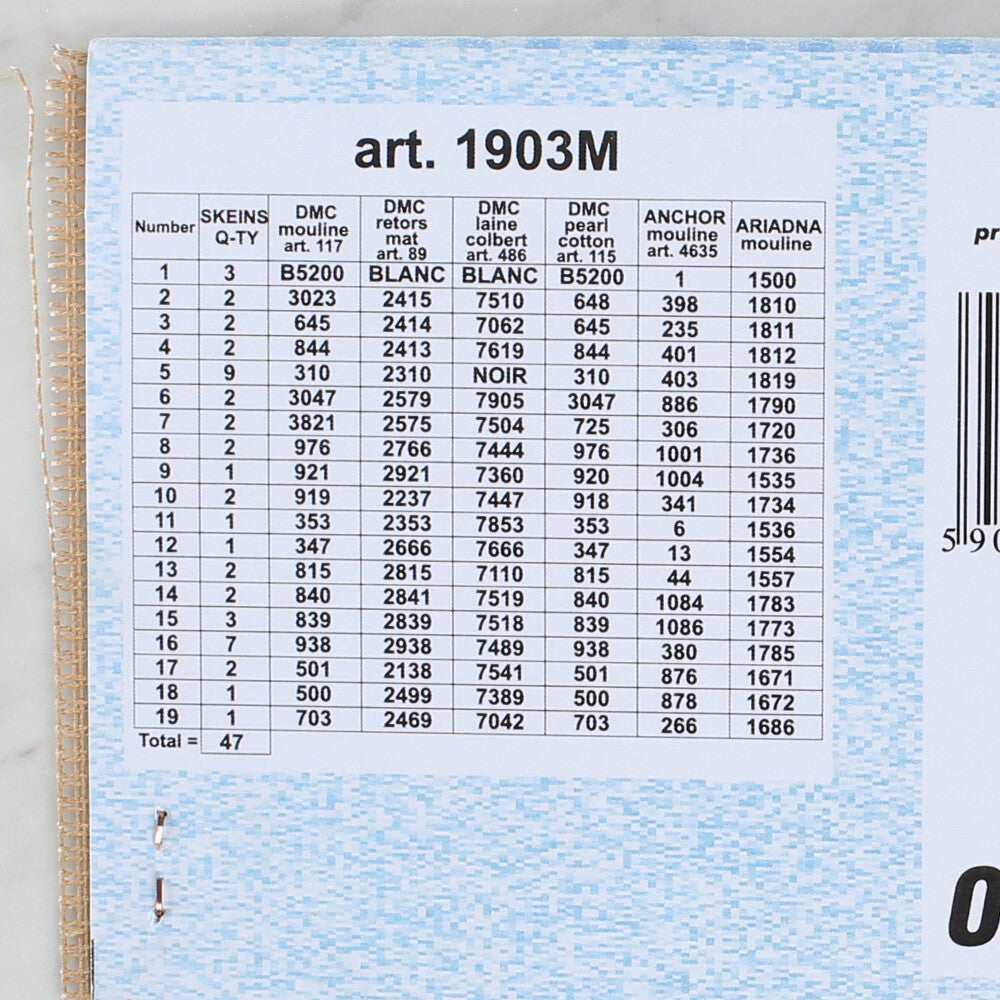 art. 1903M
Number SKEINS Q-TY DMC mouline art. 117 DMC retors mat art. 89 DMC laine colbert art. 486 DMC pearl cotton art. 115 ANCHOR mouline art. 4635 ARIADNA mouline
1 3 B5200 BLANC BLANC B5200 1 1500
2 2 3023 2415 7510 648 398 1810
3 2 645 2414 7062 645 235 1811
4 2 844 2413 7619 844 401 1812
5 9 310 2310 NOIR 310 403 1819
6 2 3047 2579 7905 3047 886 1790
7 2 3821 2575 7504 725 306 1720
8 2 976 2766 7444 976 1001 1736
9 1 921 2921 7360 920 1004 1535
10 2 919 2237 7447 918 341 1734
11 1 353 2353 7853 353 6 1536
12 1 347 2666 7666 347 13 1554
13 2 815 2815 7110 815 44 1557
14 2 840 2841 7519 840 1084 1783
15 3 839 2839 7518 839 1086 1773
16 7 938 2938 7489 938 380 1785
17 2 501 2138 7541 501 876 1671
18 1 500 2499 7389 500 878 1672
19 1 703 2469 7042 703 266 1686
Total = 47
pr
590
0